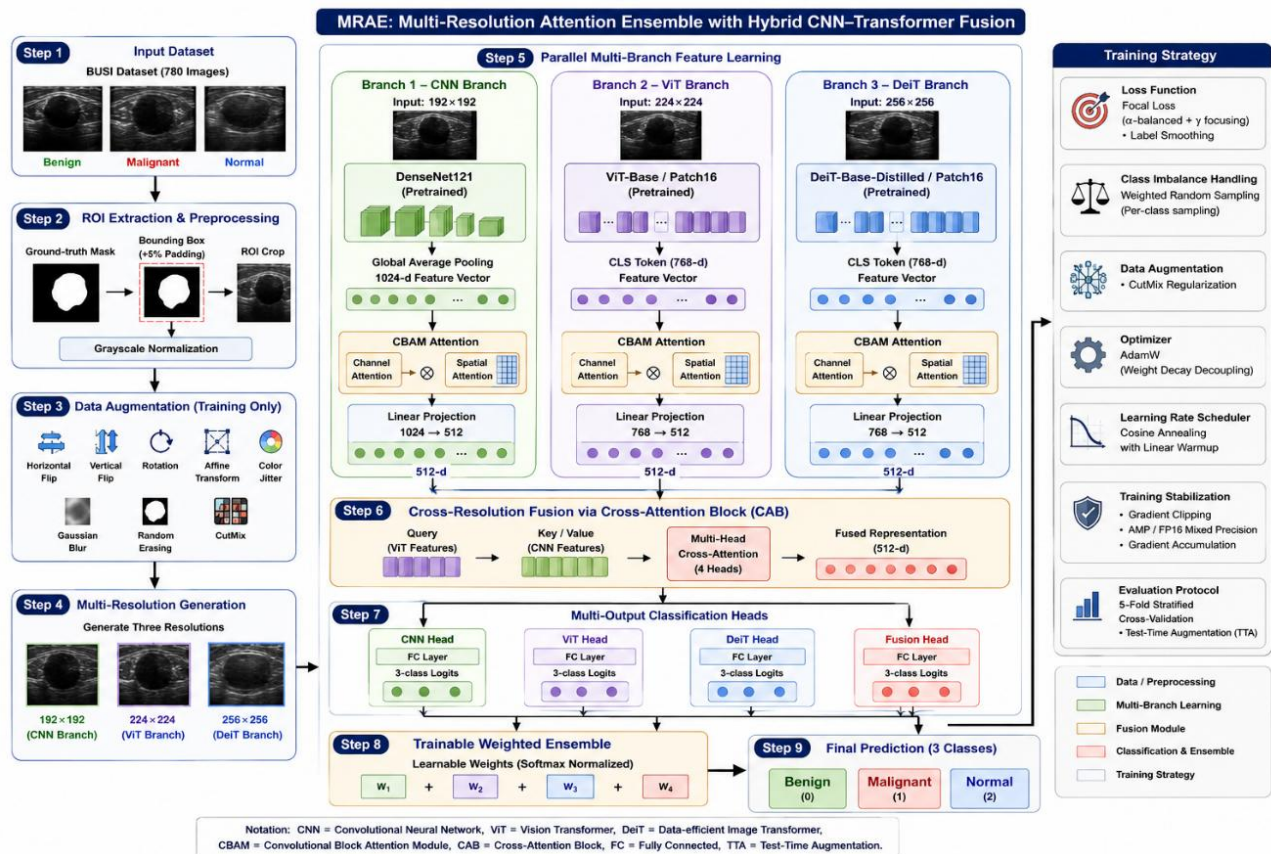 MRAE: Multi-Resolution Attention Ensemble with Hybrid CNN–Transformer Fusion
Step 1
Input Dataset
BUSI Dataset (780 Images)
Benign
Malignant
Normal
Step 2
ROI Extraction & Preprocessing
Ground-truth Mask
Bounding Box
(+5% Padding)
ROI Crop
Grayscale Normalization
Step 3
Data Augmentation (Training Only)
Horizontal
Flip
Vertical
Flip
Rotation
Affine
Transform
Color
Jitter
Gaussian
Blur
Random
Erasing
CutMix
Step 4
Multi-Resolution Generation
Generate Three Resolutions
192×192
(CNN Branch)
224×224
(ViT Branch)
256×256
(DeiT Branch)
Step 5
Parallel Multi-Branch Feature Learning
Branch 1 – CNN Branch
Input: 192×192
DenseNet121
(Pretrained)
Global Average Pooling
1024-d Feature Vector
...
CBAM Attention
Channel
Attention
Spatial
Attention
Linear Projection
1024 → 512
...
512-d
Branch 2 – ViT Branch
Input: 224×224
ViT-Base / Patch16
(Pretrained)
... ...
CLS Token (768-d)
Feature Vector
...
CBAM Attention
Channel
Attention
Spatial
Attention
Linear Projection
768 → 512
...
512-d
Branch 3 – DeiT Branch
Input: 256×256
DeiT-Base-Distilled / Patch16
(Pretrained)
... ...
CLS Token (768-d)
Feature Vector
...
CBAM Attention
Channel
Attention
Spatial
Attention
Linear Projection
768 → 512
...
512-d
Step 6
Cross-Resolution Fusion via Cross-Attention Block (CAB)
Query
(ViT Features)
Key / Value
(CNN Features)
Multi-Head
Cross-Attention
(4 Heads)
Fused Representation
(512-d)
Step 7
Multi-Output Classification Heads
CNN Head
FC Layer
3-class Logits
ViT Head
FC Layer
3-class Logits
DeiT Head
FC Layer
3-class Logits
Fusion Head
FC Layer
3-class Logits
Step 8
Trainable Weighted Ensemble
Learnable Weights (Softmax Normalized)
W₁ + W₂ + W₃ + W₄
Step 9
Final Prediction (3 Classes)
Benign
(0)
Malignant
(1)
Normal
(2)
Training Strategy
Loss Function
Focal Loss
(α-balanced + γ focusing)
• Label Smoothing
Class Imbalance Handling
Weighted Random Sampling
(Per-class sampling)
Data Augmentation
• CutMix Regularization
Optimizer
AdamW
(Weight Decay Decoupling)
Learning Rate Scheduler
Cosine Annealing
with Linear Warmup
Training Stabilization
• Gradient Clipping
• AMP / FP16 Mixed Precision
• Gradient Accumulation
Evaluation Protocol
5-Fold Stratified
Cross-Validation
• Test-Time Augmentation (TTA)
Data / Preprocessing
Multi-Branch Learning
Fusion Module
Classification & Ensemble
Training Strategy
Notation: CNN = Convolutional Neural Network, ViT = Vision Transformer, DeiT = Data-efficient Image Transformer,
CBAM = Convolutional Block Attention Module, CAB = Cross-Attention Block, FC = Fully Connected, TTA = Test-Time Augmentation.